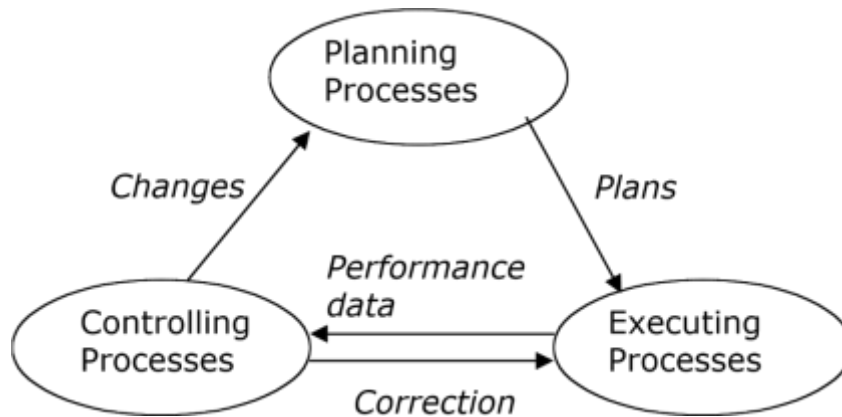 Planning
Processes
Changes
Plans
Performance
data
Controlling
Processes
Executing
Processes
Correction